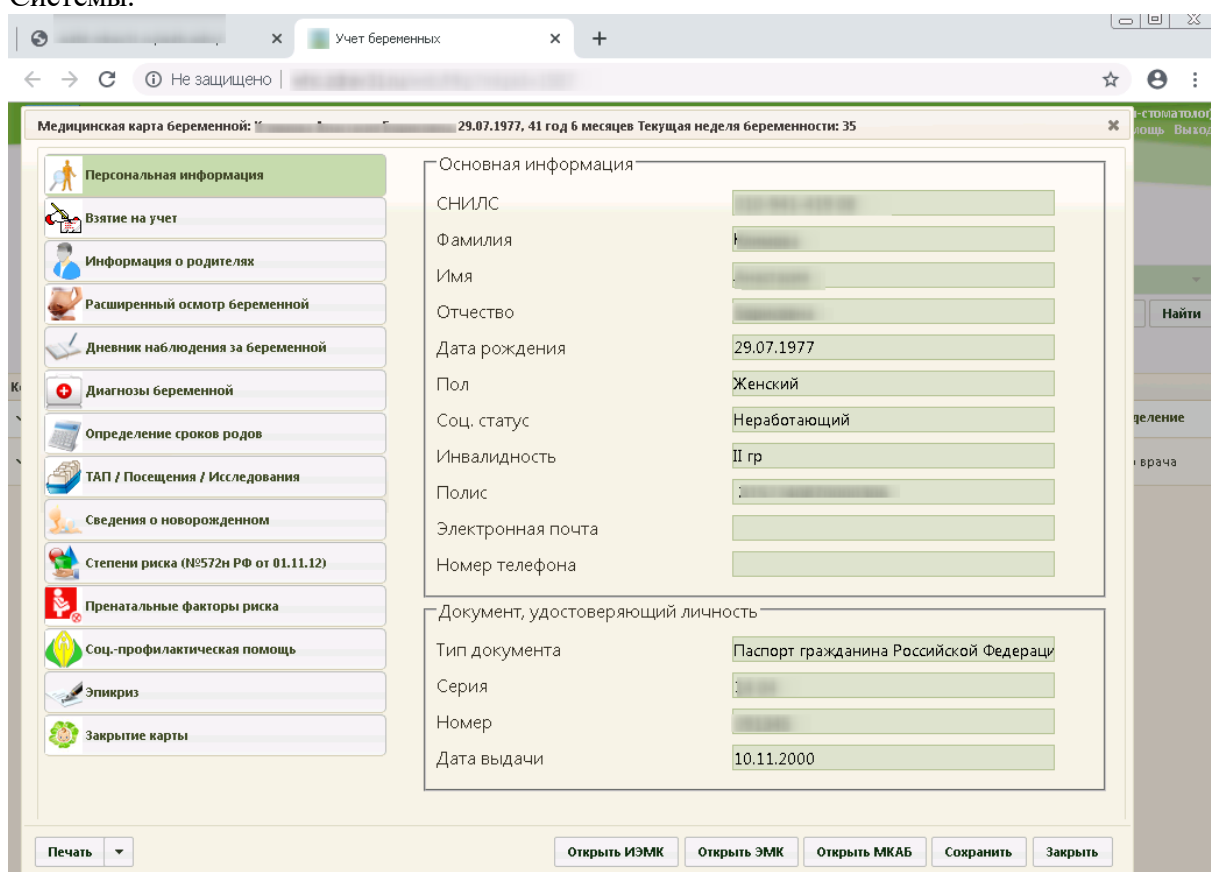 Системы.
Учет беременных
Не защищено
Медицинская карта беременной: 29.07.1977, 41 год 6 месяцев Текущая неделя беременности: 35
Выход
Персональная информация
Взятие на учет
Информация о родителях
Расширенный осмотр беременной
Дневник наблюдения за беременной
Диагнозы беременной
Определение сроков родов
ТАП / Посещения / Исследования
Сведения о новорожденном
Степени риска (№572н РФ от 01.11.12)
Пренатальные факторы риска
Соц.-профилактическая помощь
Эпикриз
Закрытие карты
Основная информация
СНИЛС
Фамилия
Имя
Отчество
Дата рождения 29.07.1977
Пол Женский
Соц. статус Неработающий
Инвалидность II гр
Полис
Электронная почта
Номер телефона
Документ, удостоверяющий личность
Тип документа Паспорт гражданина Российской Федераци
Серия
Номер
Дата выдачи 10.11.2000
Найти
врача
Печать Открыть ИЭМК Открыть ЭМК Открыть МКАБ Сохранить Закрыть